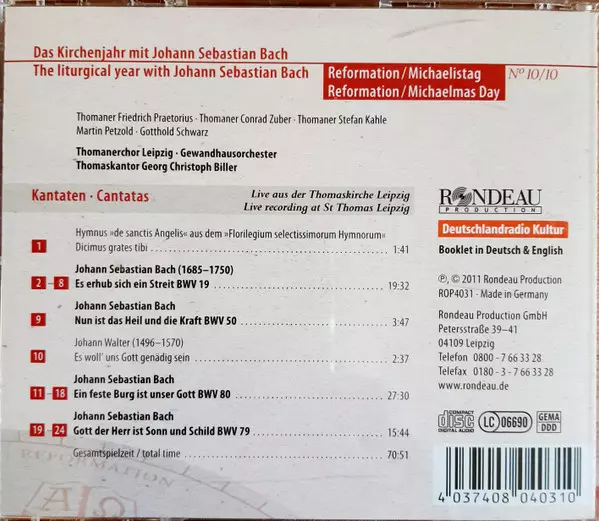 Das Kirchenjahr mit Johann Sebastian Bach
The liturgical year with Johann Sebastian Bach
Reformation/Michaelistag
Reformation/Michaelmas Day
Nº 10/10
Thomaner Friedrich Praetorius · Thomaner Conrad Zuber · Thomaner Stefan Kahle
Martin Petzold · Gotthold Schwarz
Thomanerchor Leipzig · Gewandhausorchester
Thomaskantor Georg Christoph Biller
Kantaten · Cantatas
Live aus der Thomaskirche Leipzig
Live recording at St Thomas Leipzig
Hymnus »de sanctis Angelis« aus dem »Florilegium selectissimorum Hymnorum«
1 Dicimus grates tibi 1:41
Johann Sebastian Bach (1685–1750)
2 – 8 Es erhub sich ein Streit BWV 19 19:32
Johann Sebastian Bach
9 Nun ist das Heil und die Kraft BWV 50 3:47
Johann Walter (1496–1570)
10 Es woll' uns Gott genädig sein 2:37
Johann Sebastian Bach
11 – 18 Ein feste Burg ist unser Gott BWV 80 27:30
Johann Sebastian Bach
19 – 24 Gott der Herr ist Sonn und Schild BWV 79 15:44
Gesamtspielzeit / total time 70:51
RONDEAU
PRODUCTION
Deutschlandradio Kultur
Booklet in Deutsch & English
℗, © 2011 Rondeau Production
ROP4031 · Made in Germany
Rondeau Production GmbH
Petersstraße 39–41
04109 Leipzig
Telefon 0800 - 7 66 33 28
Telefax 0180 - 3 - 7 66 33 28
www.rondeau.de
COMPACT
disc
DIGITAL AUDIO
LC 06690
GEMA
DDD
4 037408 040310
REFORMATION
A Ω